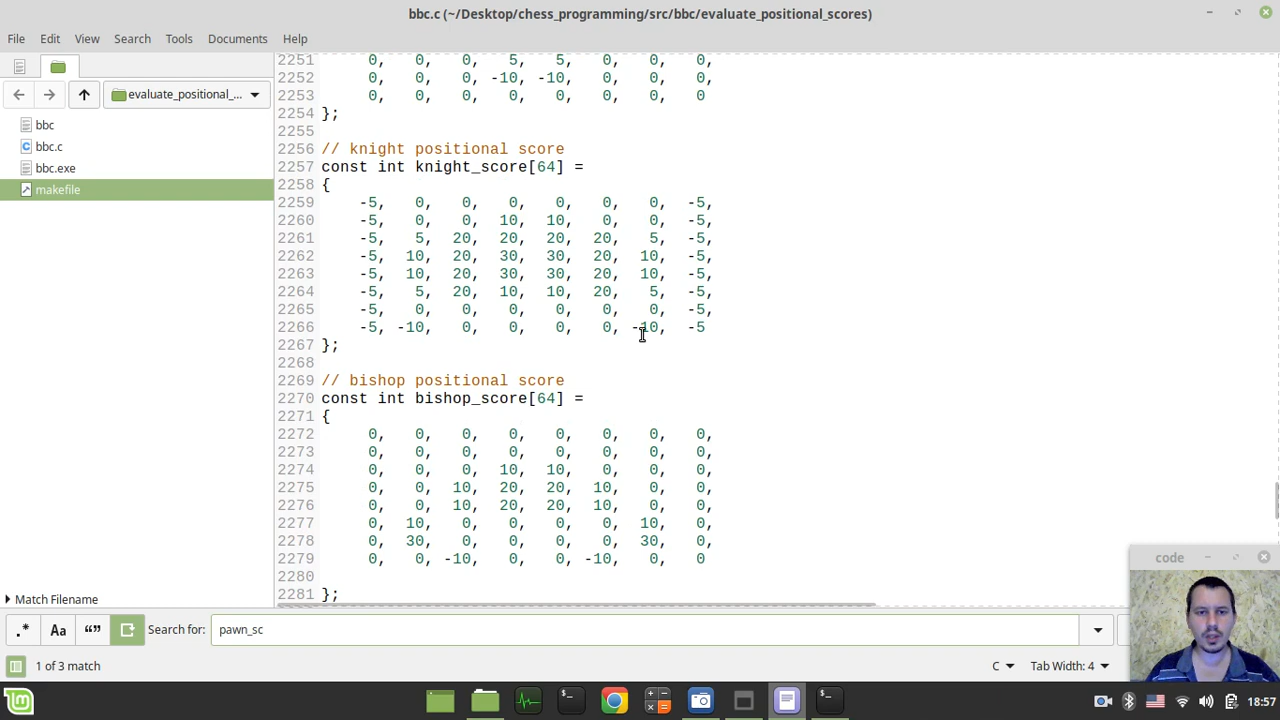 bbc.c (~/Desktop/chess_programming/src/bbc/evaluate_positional_scores)
File Edit View Search Tools Documents Help
evaluate_positional_...
bbc
bbc.c
bbc.exe
makefile
Match Filename
2251 0, 0, 0, 5, 5, 0, 0, 0,
2252 0, 0, 0, -10, -10, 0, 0, 0,
2253 0, 0, 0, 0, 0, 0, 0, 0
2254 };
2255
2256 // knight positional score
2257 const int knight_score[64] =
2258 {
2259 -5, 0, 0, 0, 0, 0, 0, -5,
2260 -5, 0, 0, 10, 10, 0, 0, -5,
2261 -5, 5, 20, 20, 20, 20, 5, -5,
2262 -5, 10, 20, 30, 30, 20, 10, -5,
2263 -5, 10, 20, 30, 30, 20, 10, -5,
2264 -5, 5, 20, 10, 10, 20, 5, -5,
2265 -5, 0, 0, 0, 0, 0, 0, -5,
2266 -5, -10, 0, 0, 0, 0, -10, -5
2267 };
2268
2269 // bishop positional score
2270 const int bishop_score[64] =
2271 {
2272 0, 0, 0, 0, 0, 0, 0, 0,
2273 0, 0, 0, 0, 0, 0, 0, 0,
2274 0, 0, 0, 10, 10, 0, 0, 0,
2275 0, 0, 10, 20, 20, 10, 0, 0,
2276 0, 0, 10, 20, 20, 10, 0, 0,
2277 0, 10, 0, 0, 0, 0, 10, 0,
2278 0, 30, 0, 0, 0, 0, 30, 0,
2279 0, 0, -10, 0, 0, -10, 0, 0
2280
2281 };
code
.* Aa “” Search for: pawn_sc
1 of 3 match C Tab Width: 4
18:57